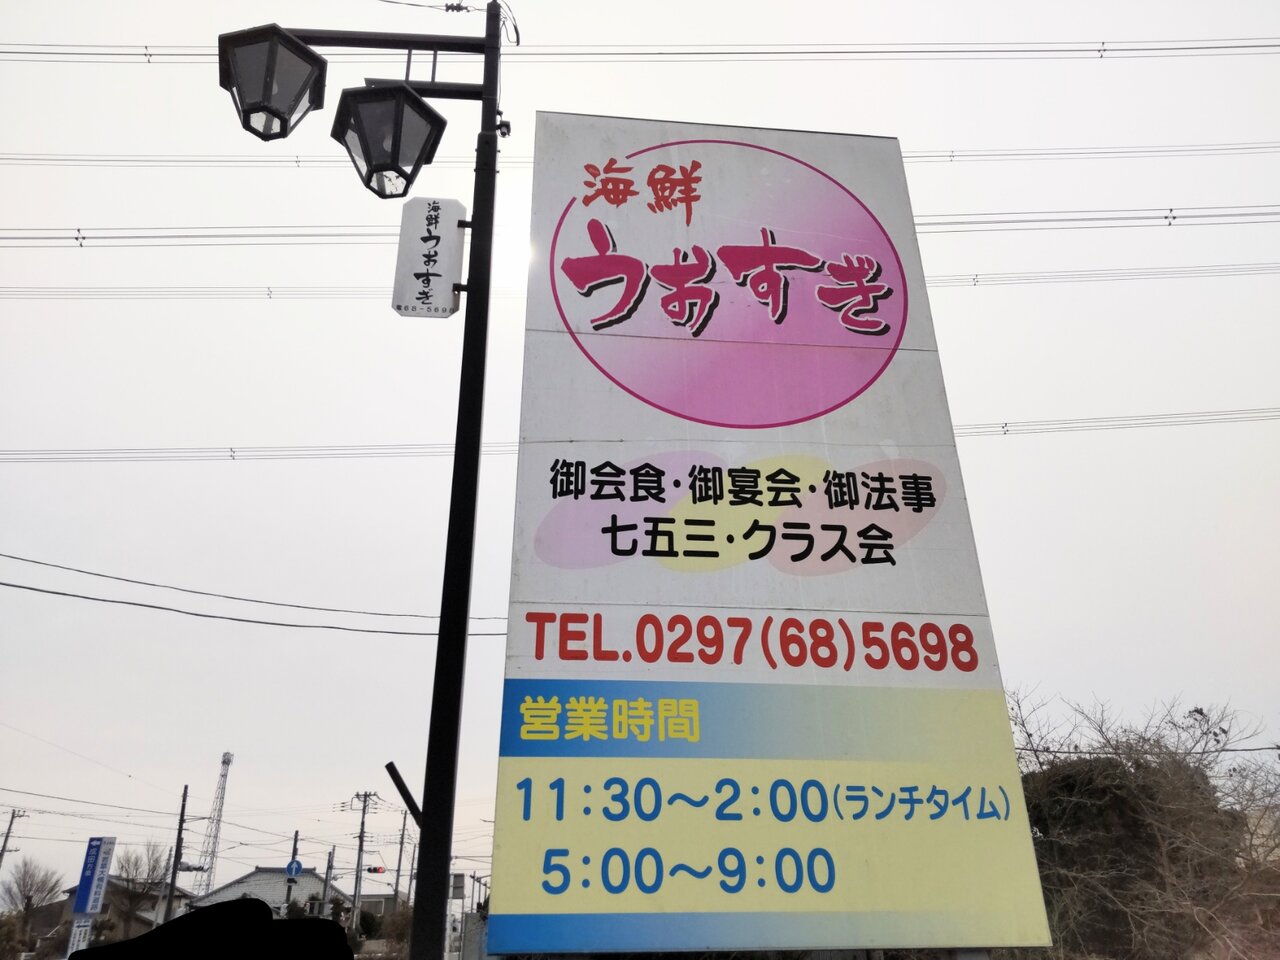 海鮮
うおすぎ
☎68-5698
海鮮
うおすぎ
御会食・御宴会・御法事
七五三・クラス会
TEL.0297(68)5698
営業時間
11:30～2:00(ランチタイム)
5:00～9:00